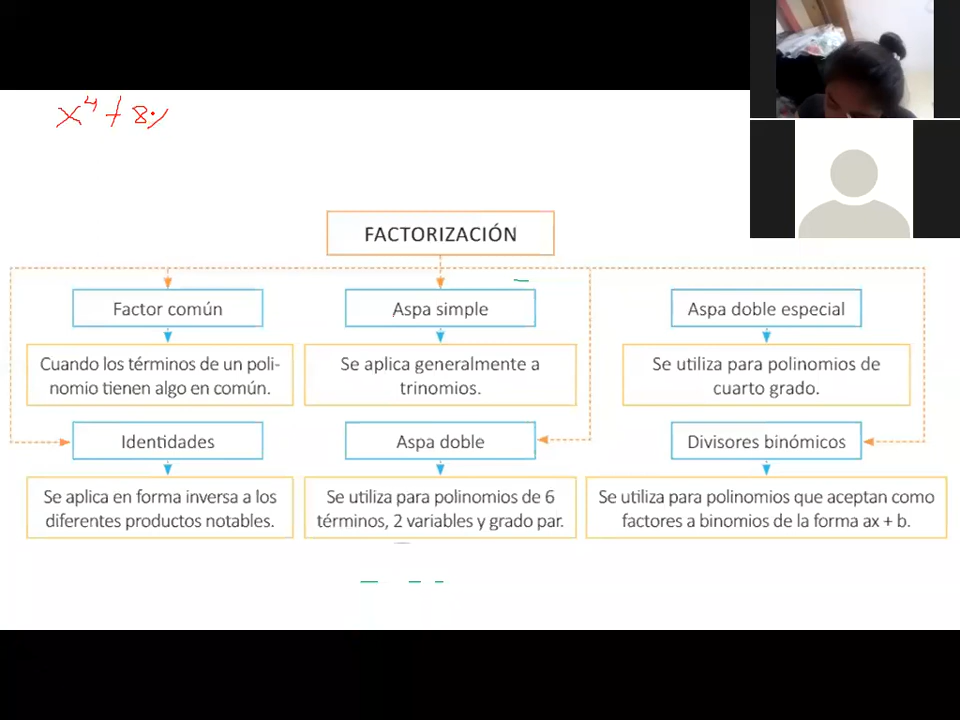 x⁴ + 8x
FACTORIZACIÓN
Factor común
Cuando los términos de un poli-
nomio tienen algo en común.
Aspa simple
Se aplica generalmente a
trinomios.
Aspa doble especial
Se utiliza para polinomios de
cuarto grado.
Identidades
Se aplica en forma inversa a los
diferentes productos notables.
Aspa doble
Se utiliza para polinomios de 6
términos, 2 variables y grado par.
Divisores binómicos
Se utiliza para polinomios que aceptan como
factores a binomios de la forma ax + b.